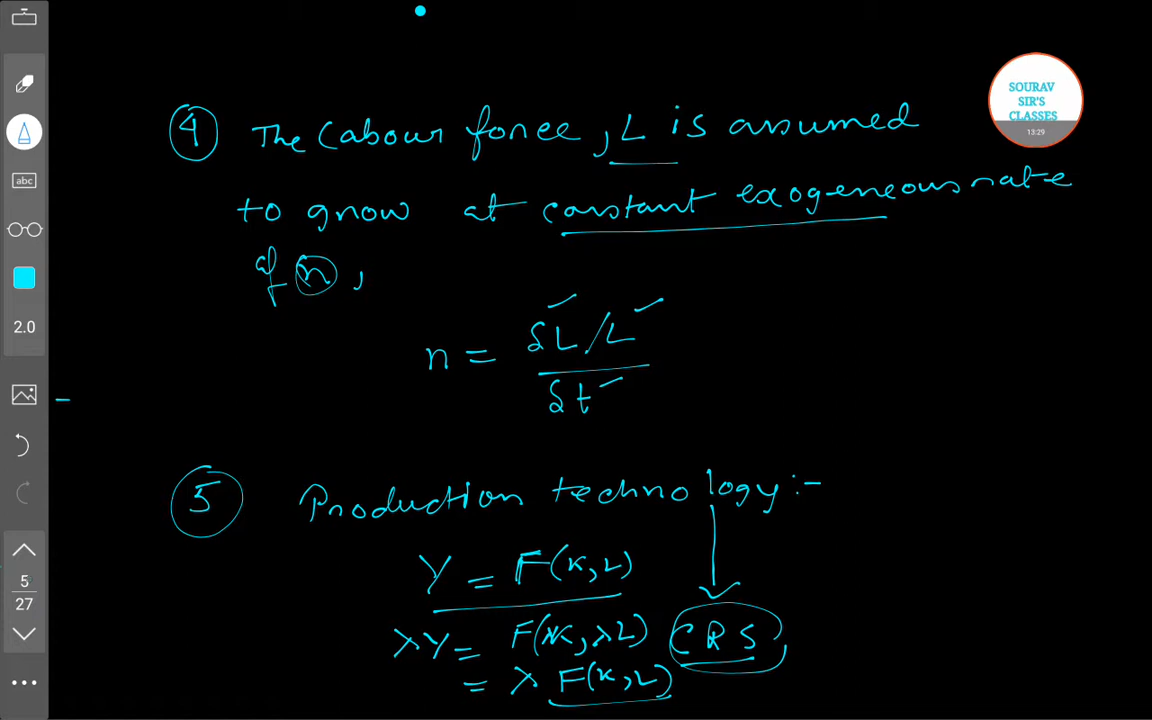 SOURAV
SIR'S
CLASSES
13:29
④ The Labour force, L is assumed
to grow at constant exogeneous rate
of n,
n = δL/L
δt
⑤ Production technology :-
Y = F(K,L)
λY = F(λK, λL) CRS
= λ F(K,L)
abc
2.0
5
27